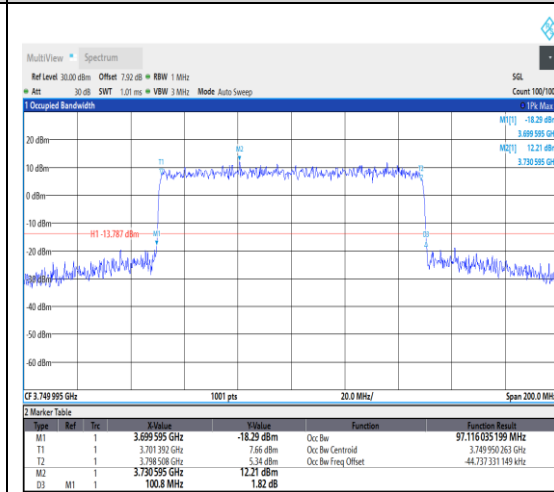 MultiView Spectrum
Ref Level 30.00 dBm Offset 7.92 dB RBW 1 MHz SGL
Att 30 dB SWT 1.01 ms VBW 3 MHz Mode Auto Sweep Count 100/100
1 Occupied Bandwidth 1Pk Max
M1[1] -18.29 dBm
3.699 595 GHz
M2[1] 12.21 dBm
3.730 595 GHz
20 dBm
10 dBm
0 dBm
-10 dBm
-20 dBm
-30 dBm
-40 dBm
-50 dBm
-60 dBm
T1
M2
T2
H1 -13.787 dBm
M1
D3
CF 3.749 995 GHz 1001 pts 20.0 MHz/ Span 200.0 MHz
2 Marker Table
Type Ref Trc X-Value Y-Value Function Function Result
M1 1 3.699 595 GHz -18.29 dBm Occ Bw 97.116 035 199 MHz
T1 1 3.701 392 GHz 7.66 dBm Occ Bw Centroid 3.749 950 263 GHz
T2 1 3.798 508 GHz 5.34 dBm Occ Bw Freq Offset -44.737 331 149 kHz
M2 1 3.730 595 GHz 12.21 dBm
D3 M1 1 100.8 MHz 1.82 dB